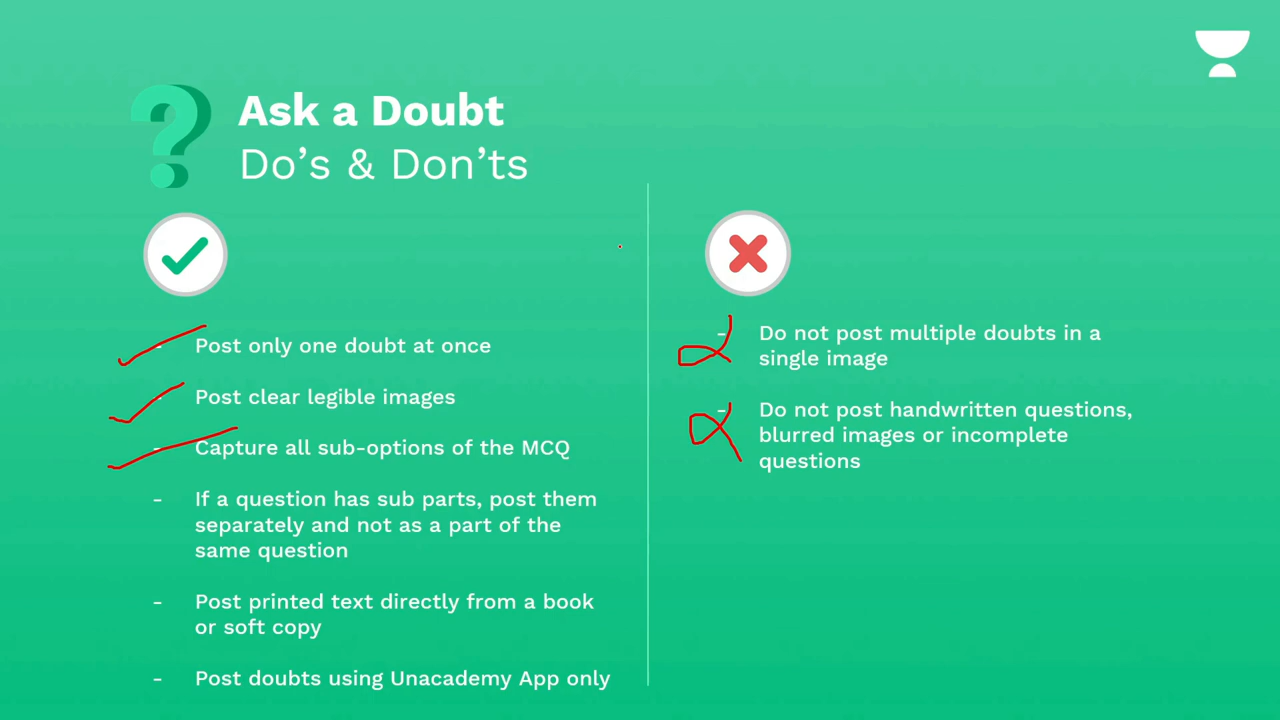 Ask a Doubt
Do’s & Don’ts
- Post only one doubt at once
- Post clear legible images
- Capture all sub-options of the MCQ
- If a question has sub parts, post them
separately and not as a part of the
same question
- Post printed text directly from a book
or soft copy
- Post doubts using Unacademy App only
- Do not post multiple doubts in a
single image
- Do not post handwritten questions,
blurred images or incomplete
questions